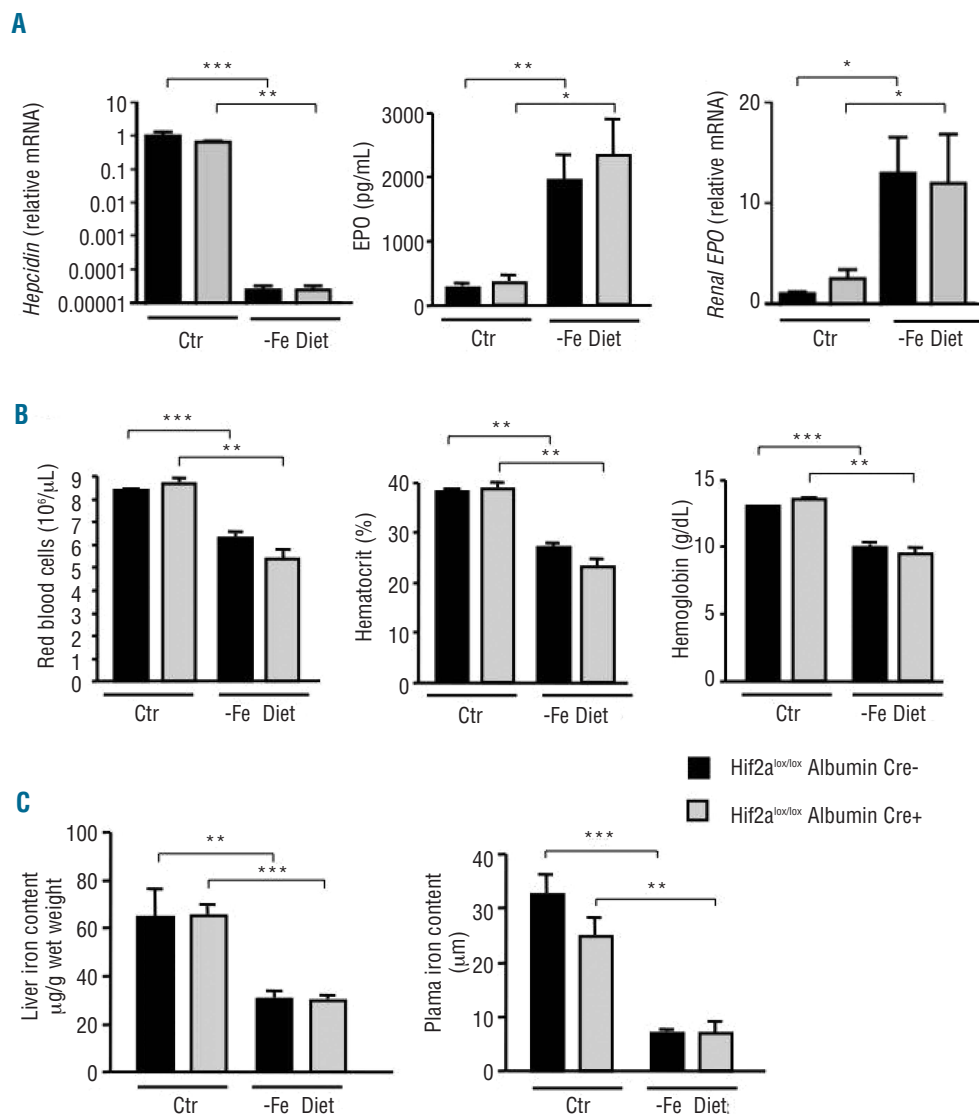 A
*** ** ** * * *
Hepcidin (relative mRNA)
10
1
0.1
0.01
0.001
0.0001
0.00001
Ctr -Fe Diet
EPO (pg/mL)
3000
2000
1000
0
Ctr -Fe Diet
Renal EPO (relative mRNA)
20
10
0
Ctr -Fe Diet
B
*** ** ** ** *** **
Red blood cells (10⁶/μL)
9
8
7
6
5
4
3
2
1
0
Ctr -Fe Diet
Hematocrit (%)
40
30
20
10
0
Ctr -Fe Diet
Hemoglobin (g/dL)
15
10
5
0
Ctr -Fe Diet
Hif2a^lox/lox Albumin Cre-
Hif2a^lox/lox Albumin Cre+
C
** *** *** **
Liver iron content
μg/g wet weight
100
80
60
40
20
0
Ctr -Fe Diet
Plama iron content
(μm)
40
30
20
10
0
Ctr -Fe Diet: